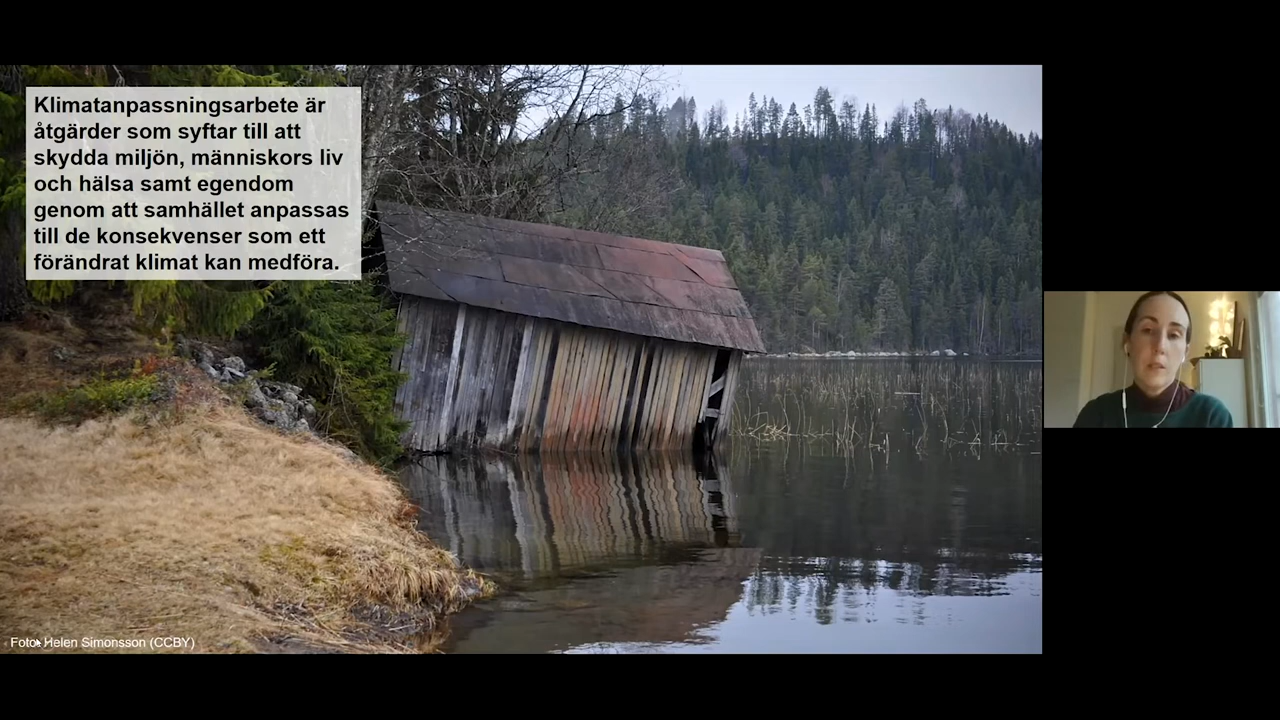 Klimatanpassningsarbete är
åtgärder som syftar till att
skydda miljön, människors liv
och hälsa samt egendom
genom att samhället anpassas
till de konsekvenser som ett
förändrat klimat kan medföra.
Foto: Helen Simonsson (CCBY)